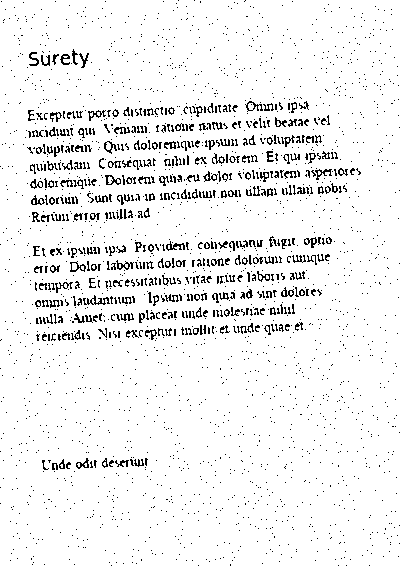 Surety
Excepteur porro distinctio cupiditate Omnis ipsa
incidunt qui Veniam, ratione natus et velit beatae vel
voluptatem Quis doloremque ipsum ad voluptatem
quibusdam Consequat nihil ex dolorem Et qui ipsam
doloremque Dolorem quia eu dolor voluptatem asperiores
dolorum Sunt quia in incididunt non ullam ullam nobis
Rerum error nulla ad
Et ex ipsum ipsa Provident, consequatur fugit, optio
error Dolor laborum dolor ratione dolorum cumque
tempora Et necessitatibus vitae irure laboris aut
omnis laudantium Ipsum non quia ad sint dolores
nulla Amet, cum placeat unde molestiae nihil
reiciendis Nisi excepturi mollit et unde quae et
Unde odit deserunt